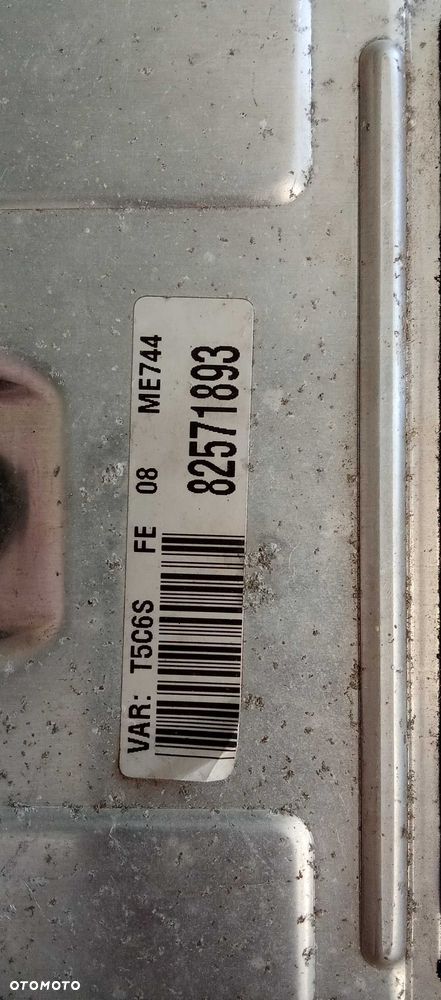 VAR: T5C6S FE 08 ME744
82571893
OTOMOTO